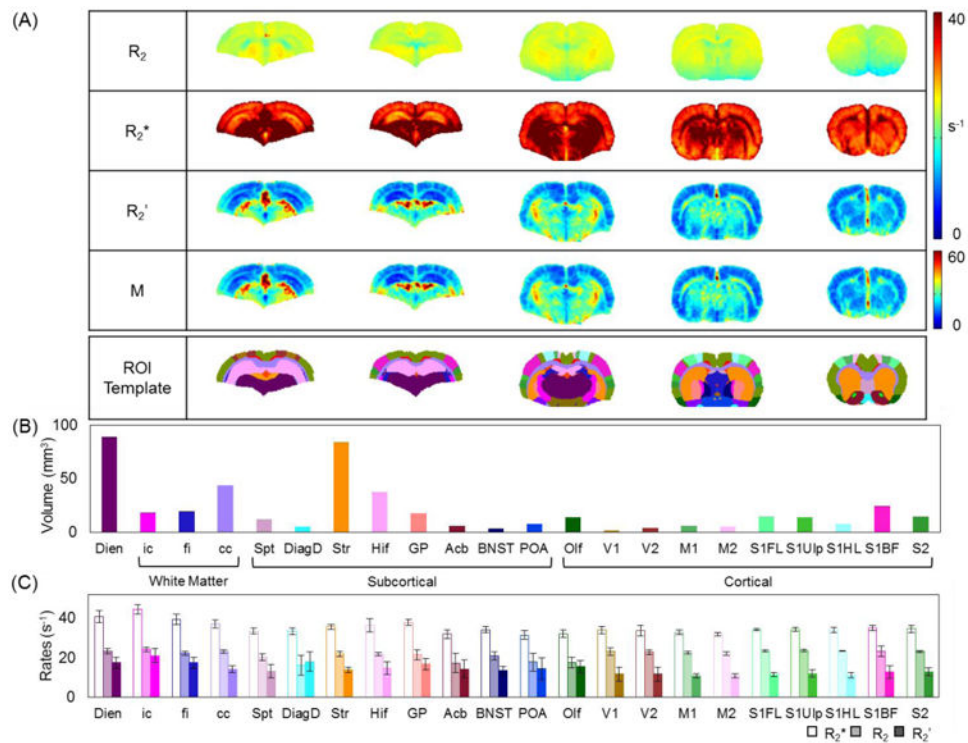 (A)
R₂
R₂*
R₂'
M
ROI
Template
40
s⁻¹
0
60
0
(B)
Volume (mm³)
100
50
0
Dien ic fi cc Spt DiagD Str Hif GP Acb BNST POA Olf V1 V2 M1 M2 S1FL S1Ulp S1HL S1BF S2
White Matter Subcortical Cortical
(C)
Rates (s⁻¹)
40
20
0
Dien ic fi cc Spt DiagD Str Hif GP Acb BNST POA Olf V1 V2 M1 M2 S1FL S1Ulp S1HL S1BF S2
R₂* R₂ R₂'